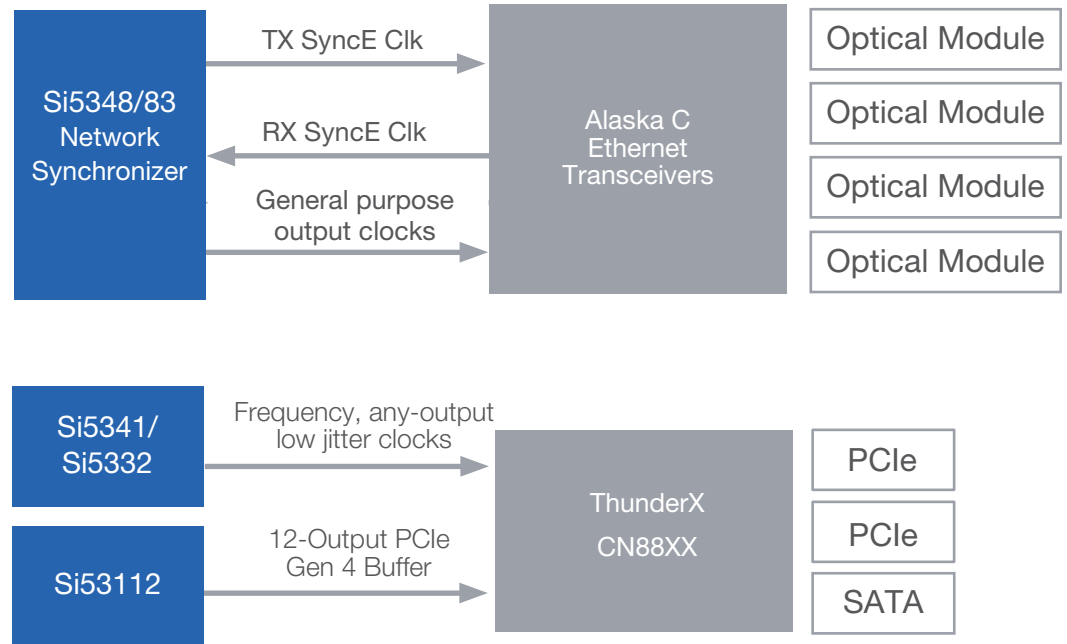 Si5348/83
Network
Synchronizer
TX SyncE Clk
RX SyncE Clk
General purpose
output clocks
Alaska C
Ethernet
Transceivers
Optical Module
Optical Module
Optical Module
Optical Module
Si5341/
Si5332
Frequency, any-output
low jitter clocks
Si53112
12-Output PCIe
Gen 4 Buffer
ThunderX
CN88XX
PCIe
PCIe
SATA